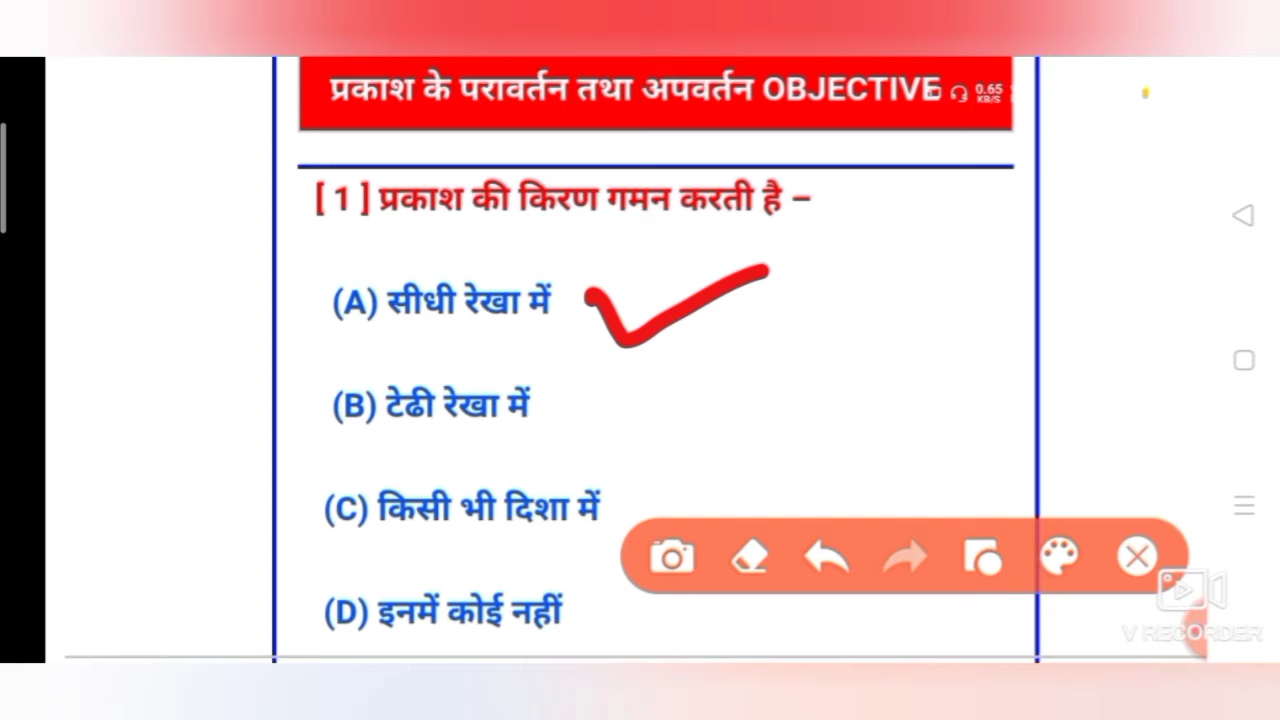 प्रकाश के परावर्तन तथा अपवर्तन OBJECTIVE
0.65
KB/S
[ 1 ] प्रकाश की किरण गमन करती है –
(A) सीधी रेखा में
(B) टेढी रेखा में
(C) किसी भी दिशा में
(D) इनमें कोई नहीं
V RECORDER